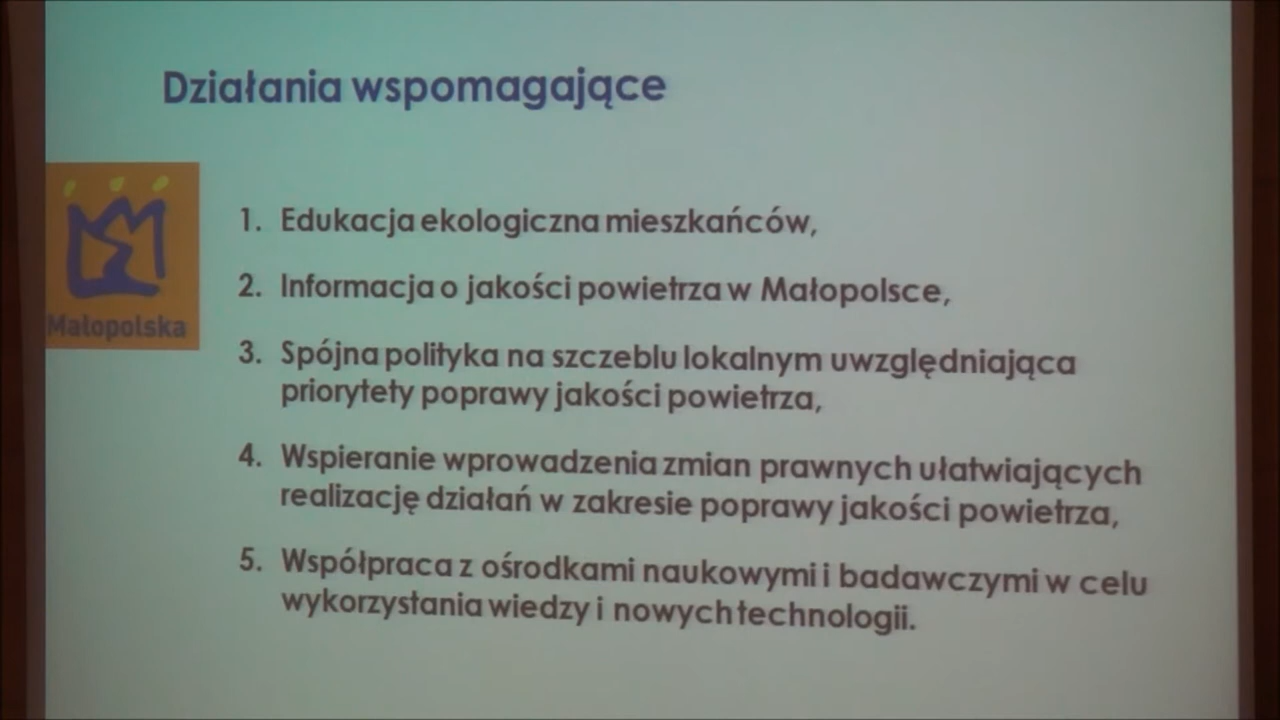 Działania wspomagające
Małopolska
1. Edukacja ekologiczna mieszkańców,
2. Informacja o jakości powietrza w Małopolsce,
3. Spójna polityka na szczeblu lokalnym uwzględniająca
priorytety poprawy jakości powietrza,
4. Wspieranie wprowadzenia zmian prawnych ułatwiających
realizację działań w zakresie poprawy jakości powietrza,
5. Współpraca z ośrodkami naukowymi i badawczymi w celu
wykorzystania wiedzy i nowych technologii.